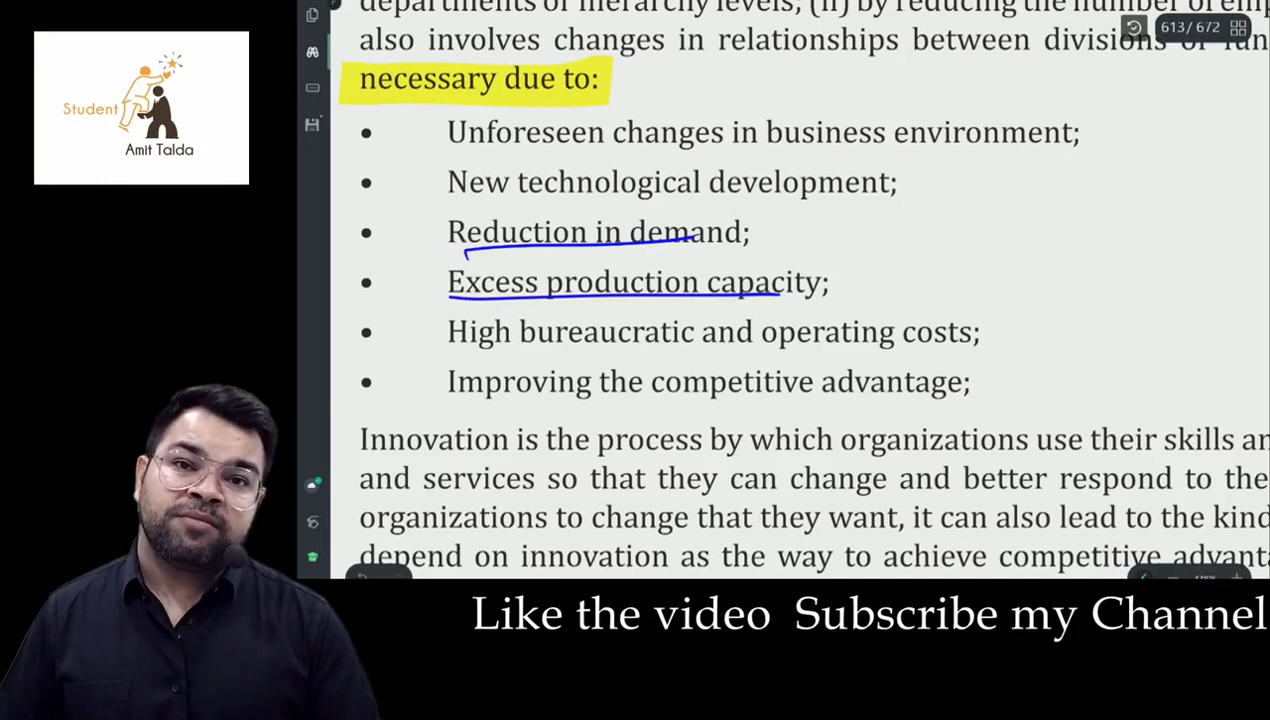 Student
Amit Talda
613 / 672
also involves changes in relationships between divisions or
necessary due to:
• Unforeseen changes in business environment;
• New technological development;
• Reduction in demand;
• Excess production capacity;
• High bureaucratic and operating costs;
• Improving the competitive advantage;
Innovation is the process by which organizations use their skills
and services so that they can change and better respond to the
organizations to change that they want, it can also lead to the
depend on innovation as the way to achieve competitive
Like the video Subscribe my Channel